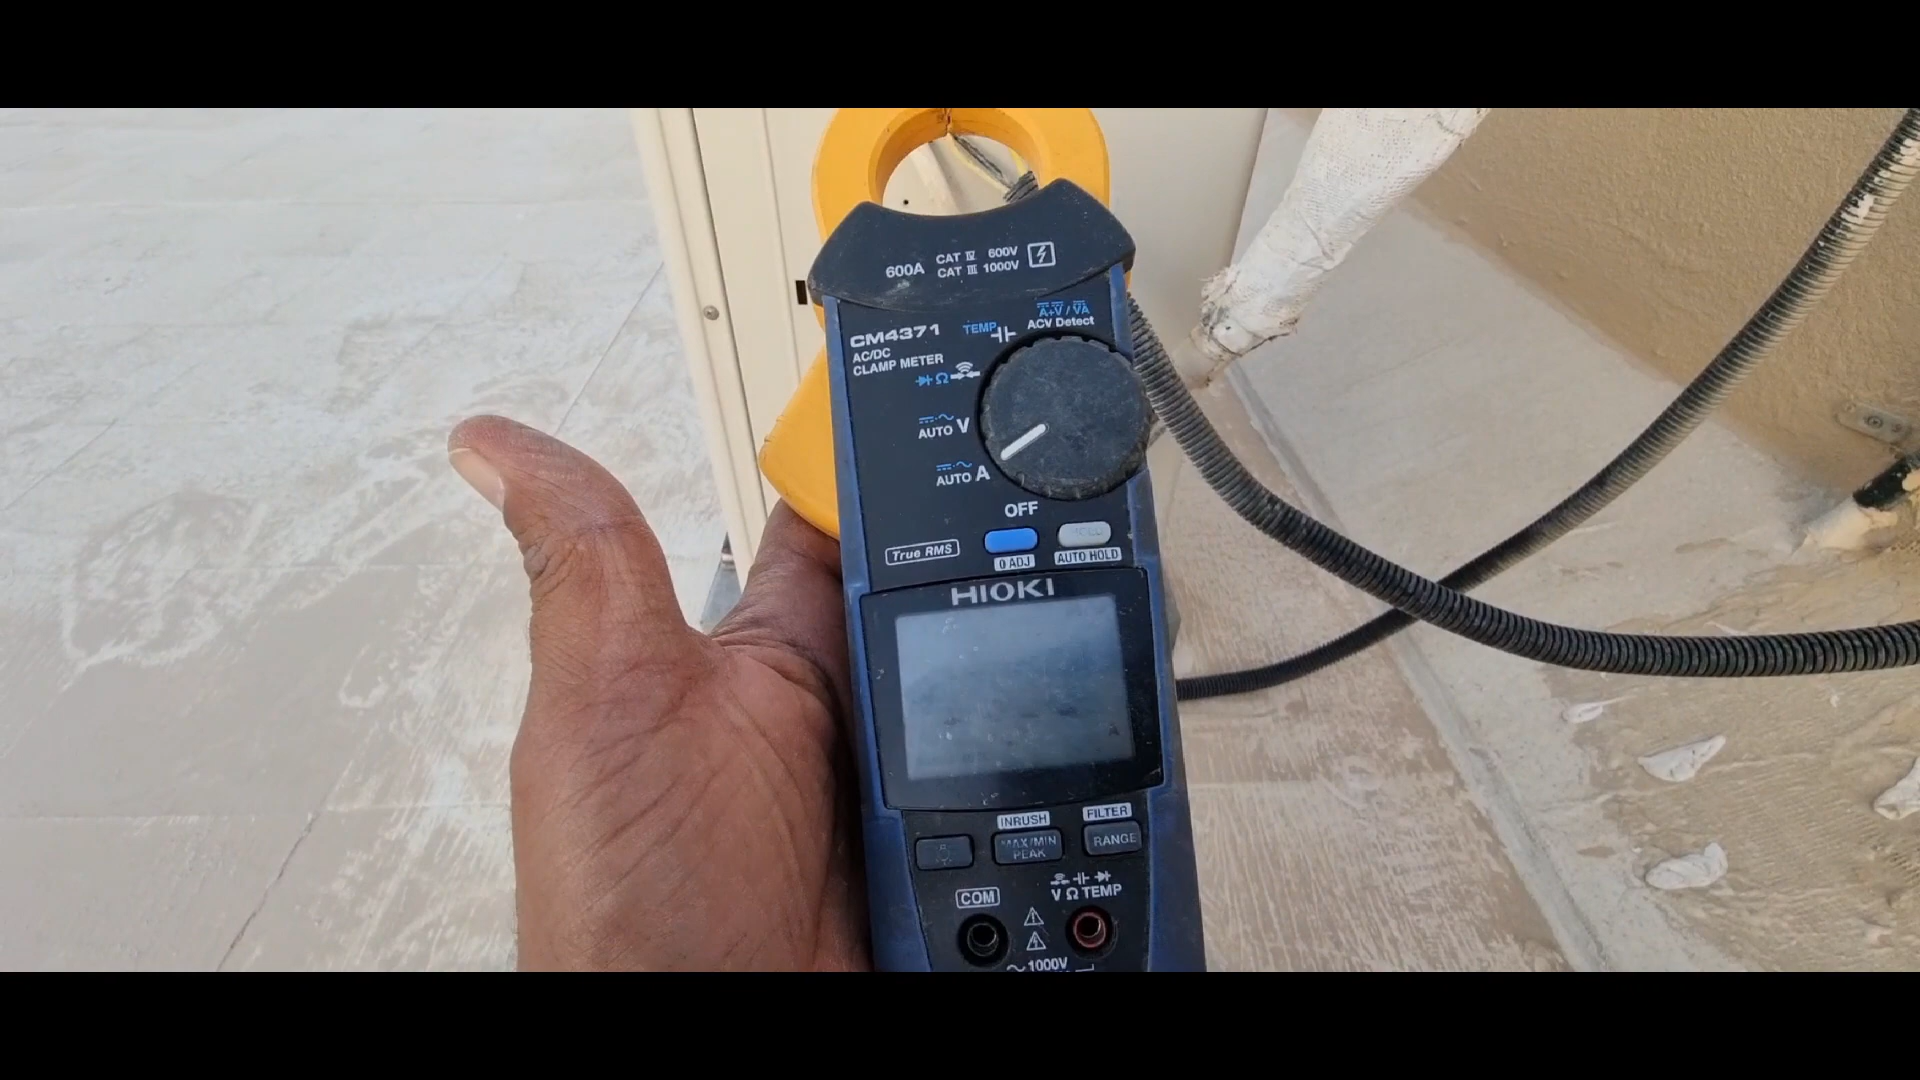 600A
CAT Ⅳ 600V
CAT Ⅲ 1000V
A+V / VA
ACV Detect
CM4371
TEMP
AC/DC
CLAMP METER
Ω
AUTO V
AUTO A
OFF
True RMS
0 ADJ
AUTO HOLD
HIOKI
A
INRUSH
FILTER
MAX/MIN
PEAK
RANGE
COM
V Ω TEMP
~1000V